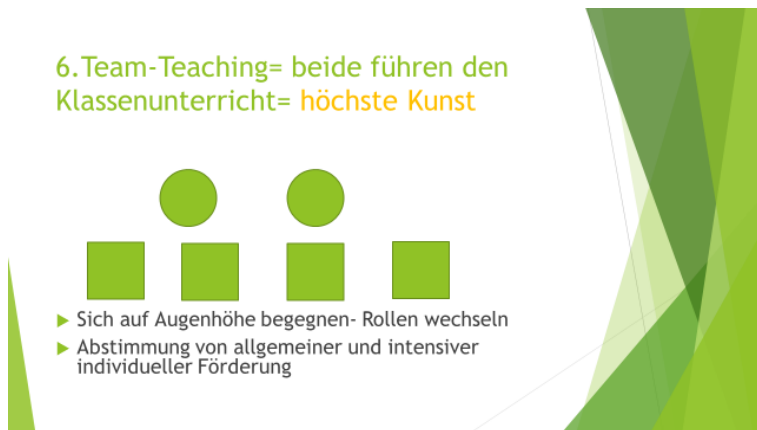 6.Team-Teaching= beide führen den
Klassenunterricht= höchste Kunst
Sich auf Augenhöhe begegnen- Rollen wechseln
Abstimmung von allgemeiner und intensiver
individueller Förderung